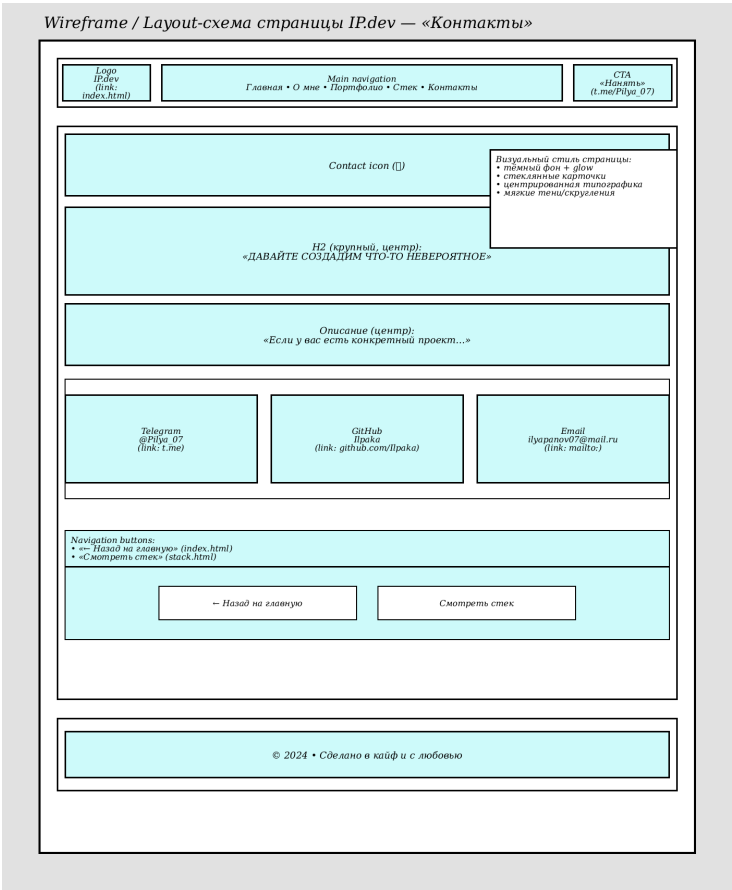 Wireframe / Layout-схема страницы IP.dev — «Контакты»
Logo
IP.dev
(link:
index.html)
Main navigation
Главная • О мне • Портфолио • Стек • Контакты
CTA
«Нанять»
(t.me/Pilya_07)
Contact icon (▯)
Визуальный стиль страницы:
• тёмный фон + glow
• стеклянные карточки
• центрированная типографика
• мягкие тени/скругления
H2 (крупный, центр):
«ДАВАЙТЕ СОЗДАДИМ ЧТО-ТО НЕВЕРОЯТНОЕ»
Описание (центр):
«Если у вас есть конкретный проект…»
Telegram
@Pilya_07
(link: t.me)
GitHub
Ilpaka
(link: github.com/Ilpaka)
Email
ilyapanov07@mail.ru
(link: mailto:)
Navigation buttons:
• «← Назад на главную» (index.html)
• «Смотреть стек» (stack.html)
← Назад на главную
Смотреть стек
© 2024 • Сделано в кайф и с любовью